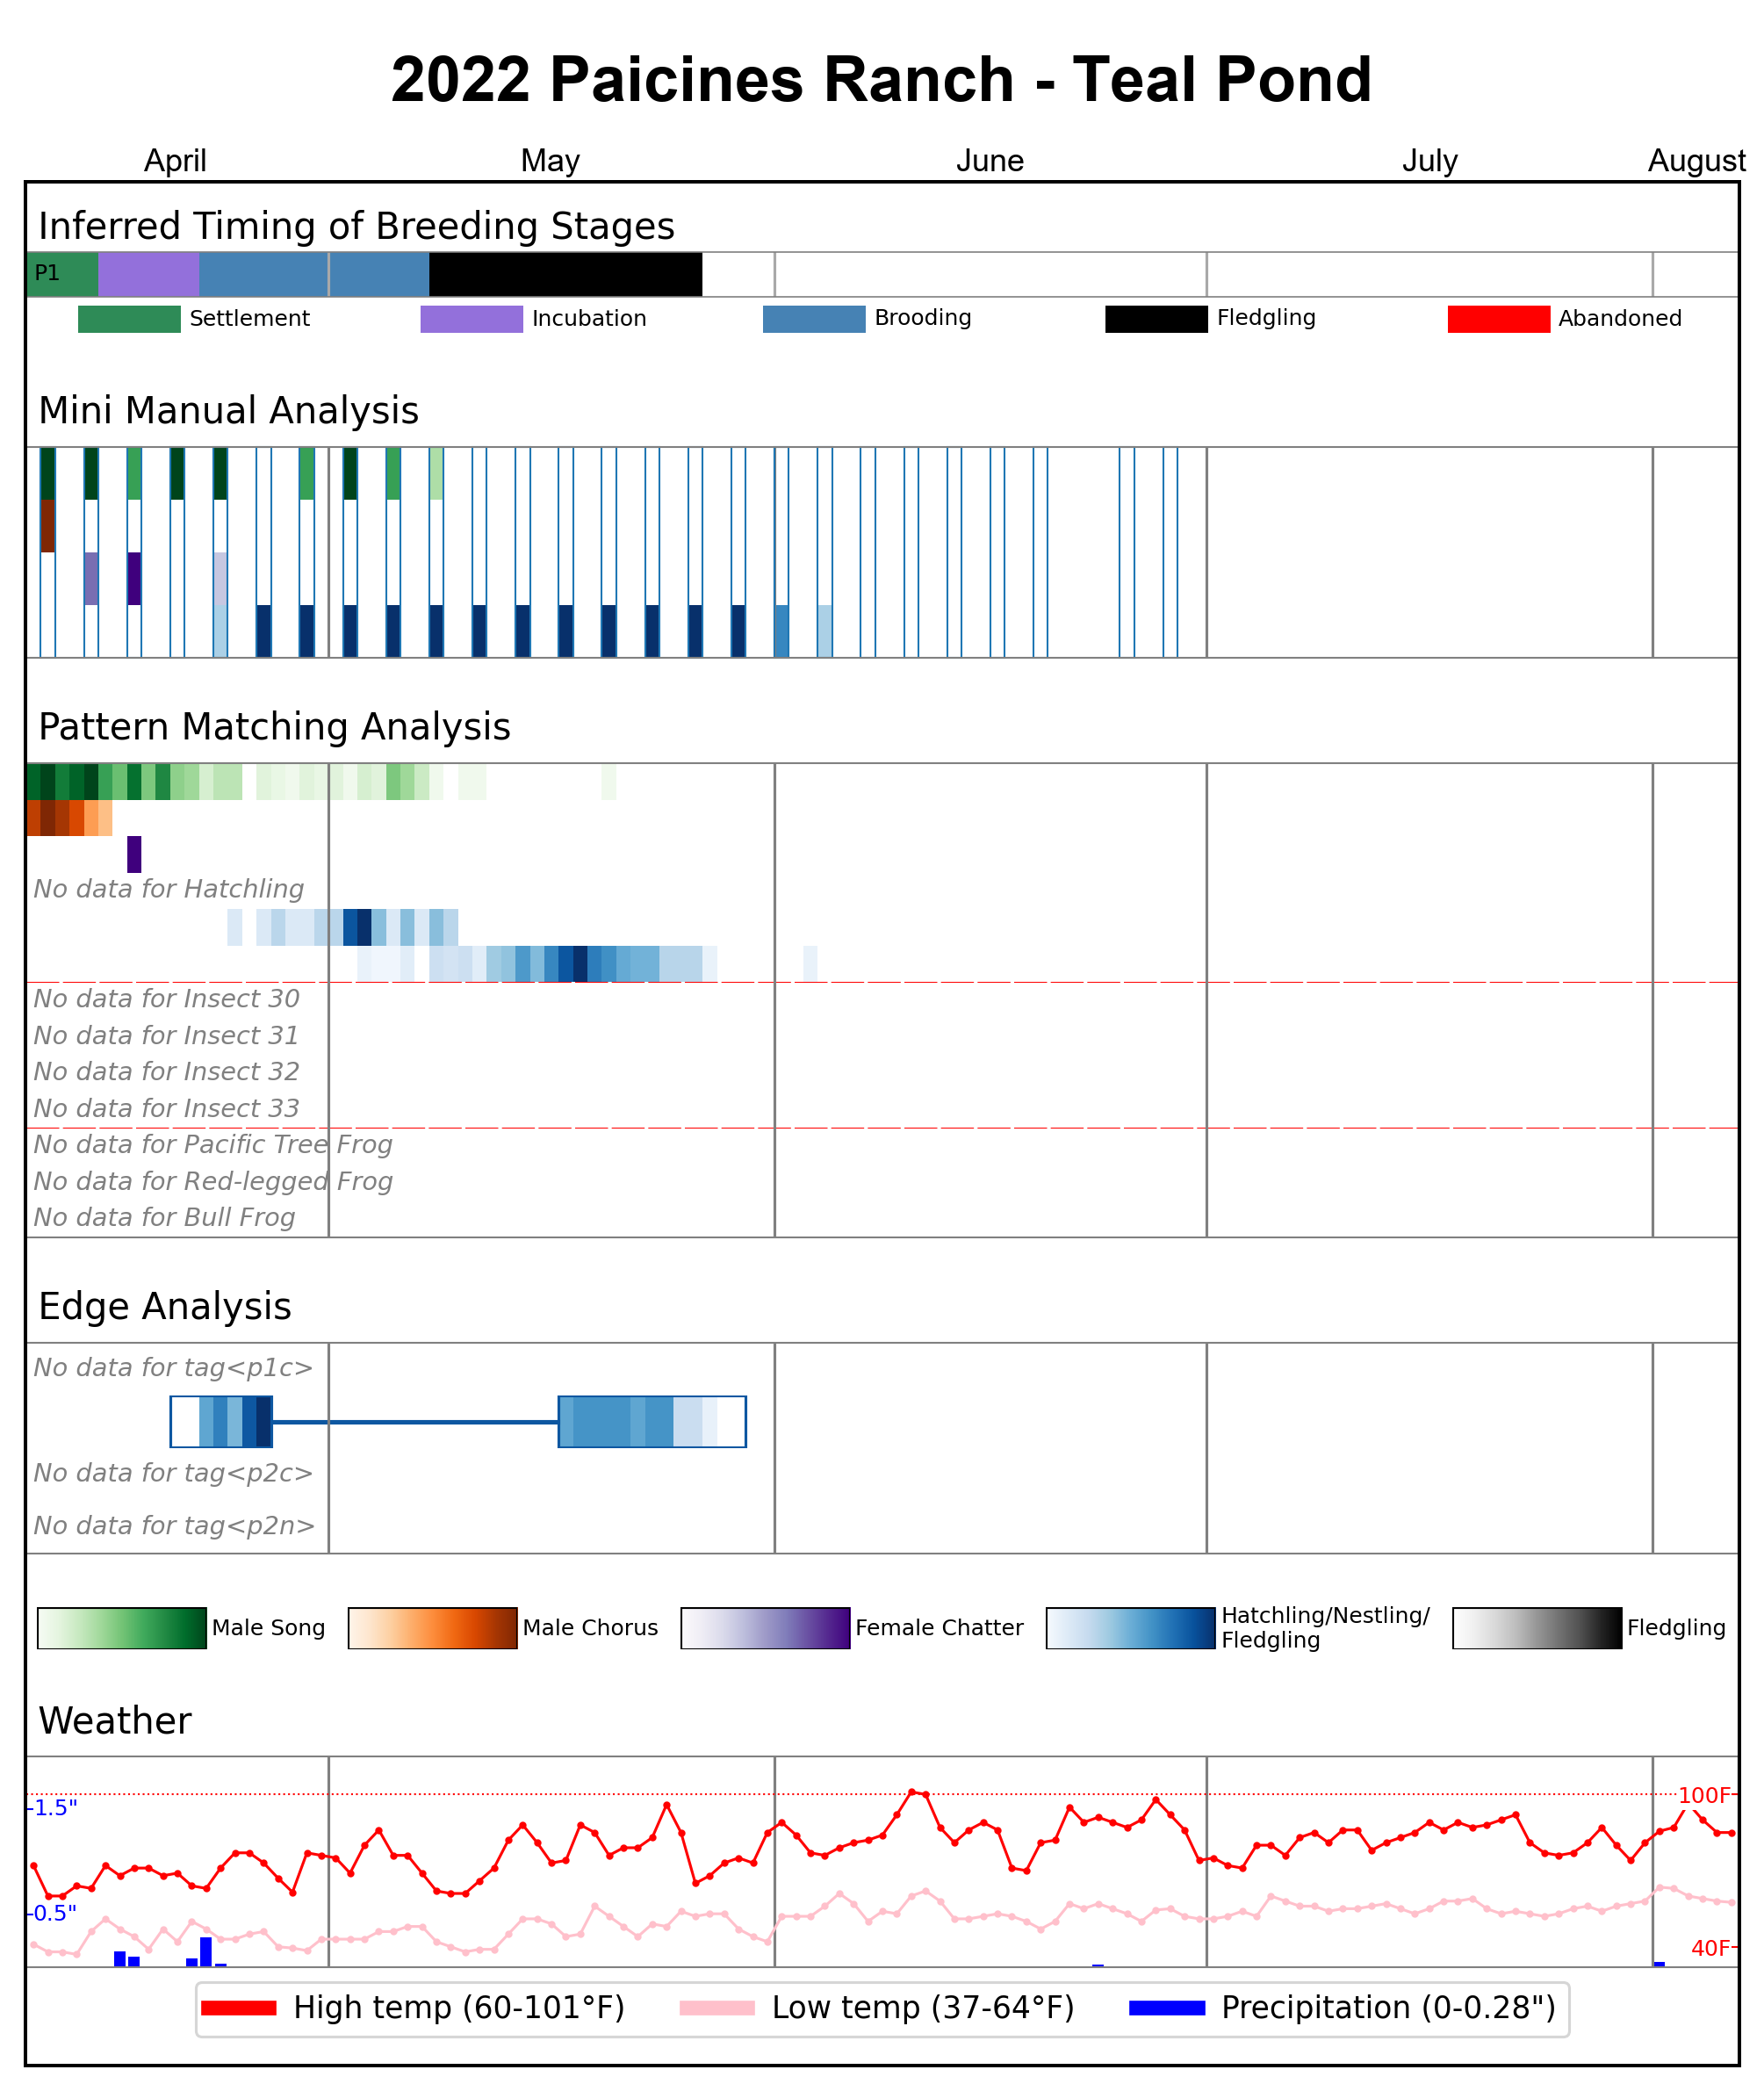 2022 Paicines Ranch - Teal Pond
April May June July August
Inferred Timing of Breeding Stages
P1
Settlement Incubation Brooding Fledgling Abandoned
Mini Manual Analysis
Pattern Matching Analysis
No data for Hatchling
No data for Insect 30
No data for Insect 31
No data for Insect 32
No data for Insect 33
No data for Pacific Tree Frog
No data for Red-legged Frog
No data for Bull Frog
Edge Analysis
No data for tag<p1c>
No data for tag<p2c>
No data for tag<p2n>
Male Song Male Chorus Female Chatter Hatchling/Nestling/
Fledgling Fledgling
Weather
100F
1.5"
0.5"
40F
High temp (60-101°F) Low temp (37-64°F) Precipitation (0-0.28")